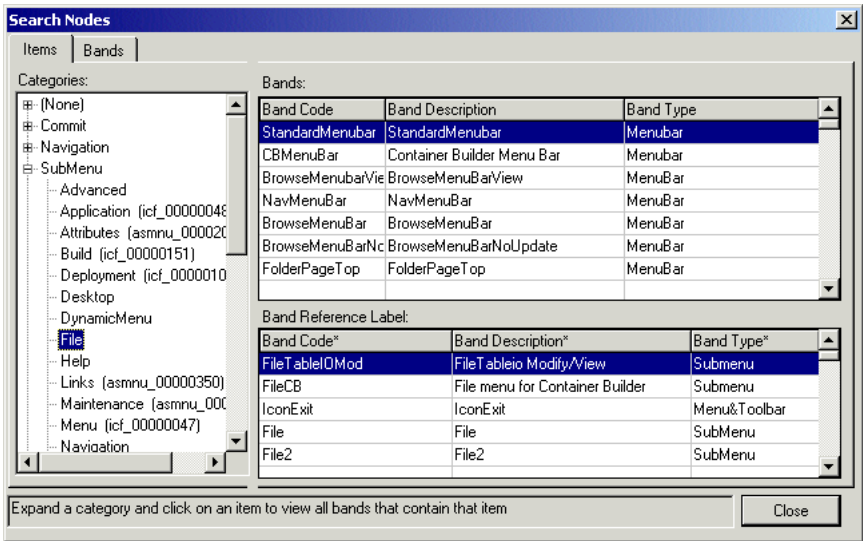 Search Nodes
Items Bands
Categories:
(None)
Commit
Navigation
SubMenu
Advanced
Application (icf_00000048
Attributes (asmnu_000020
Build (icf_00000151)
Deployment (icf_0000010
Desktop
DynamicMenu
File
Help
Links (asmnu_00000350)
Maintenance (asmnu_000
Menu (icf_00000047)
Navigation
Bands:
Band Code Band Description Band Type
StandardMenubar StandardMenubar Menubar
CBMenuBar Container Builder Menu Bar Menubar
BrowseMenubarVie BrowseMenuBarView MenuBar
NavMenuBar NavMenuBar MenuBar
BrowseMenuBar BrowseMenuBar MenuBar
BrowseMenuBarNo BrowseMenuBarNoUpdate MenuBar
FolderPageTop FolderPageTop MenuBar
Band Reference Label:
Band Code* Band Description* Band Type*
FileTableIOMod FileTableio Modify/View Submenu
FileCB File menu for Container Builder Submenu
IconExit IconExit Menu&Toolbar
File File SubMenu
File2 File2 SubMenu
Expand a category and click on an item to view all bands that contain that item
Close